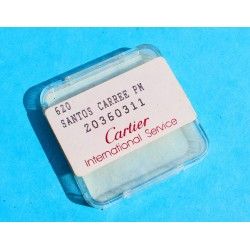 620
SANTOS CARREE PM
20360311
Cartier
International Service